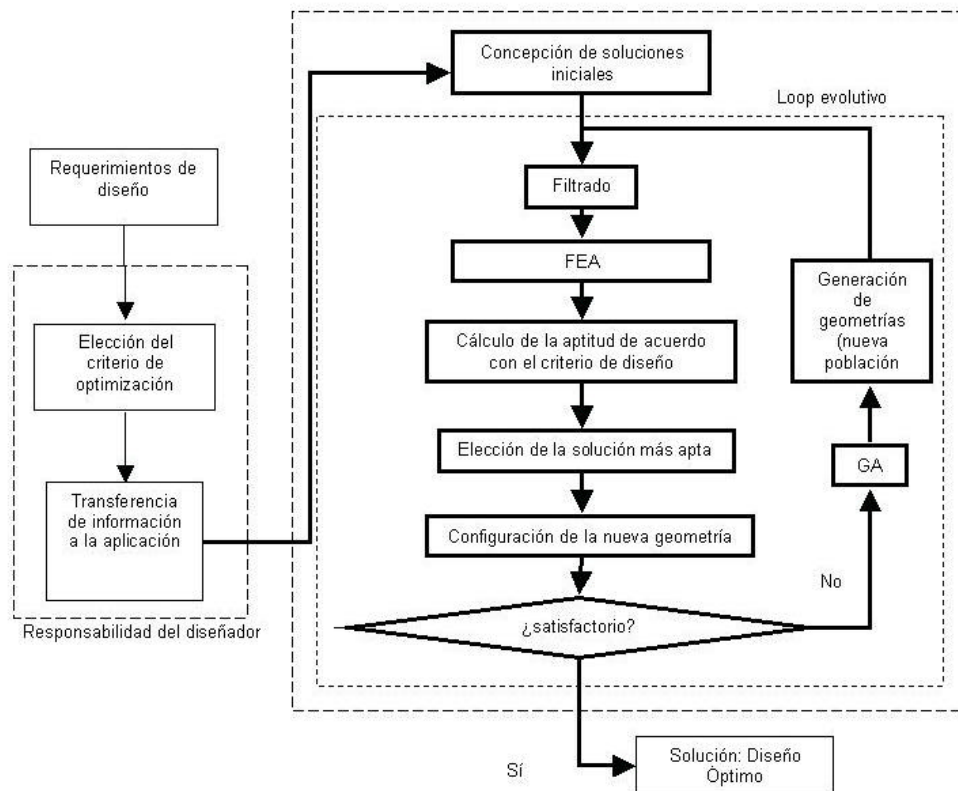 Concepción de soluciones
iniciales
Loop evolutivo
Requerimientos de
diseño
Filtrado
FEA
Generación
de
geometrías
(nueva
población
Elección del
criterio de
optimización
Cálculo de la aptitud de acuerdo
con el criterio de diseño
Elección de la solución más apta
GA
Transferencia
de información
a la aplicación
Configuración de la nueva geometría
No
Responsabilidad del diseñador
¿satisfactorio?
Sí
Solución: Diseño
Óptimo